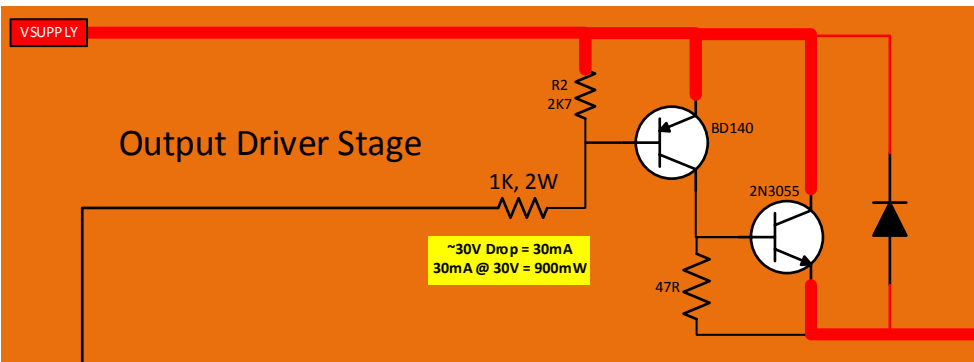 VSUPPLY
R2
2K7
BD140
Output Driver Stage
1K, 2W
2N3055
~30V Drop = 30mA
30mA @ 30V = 900mW
47R